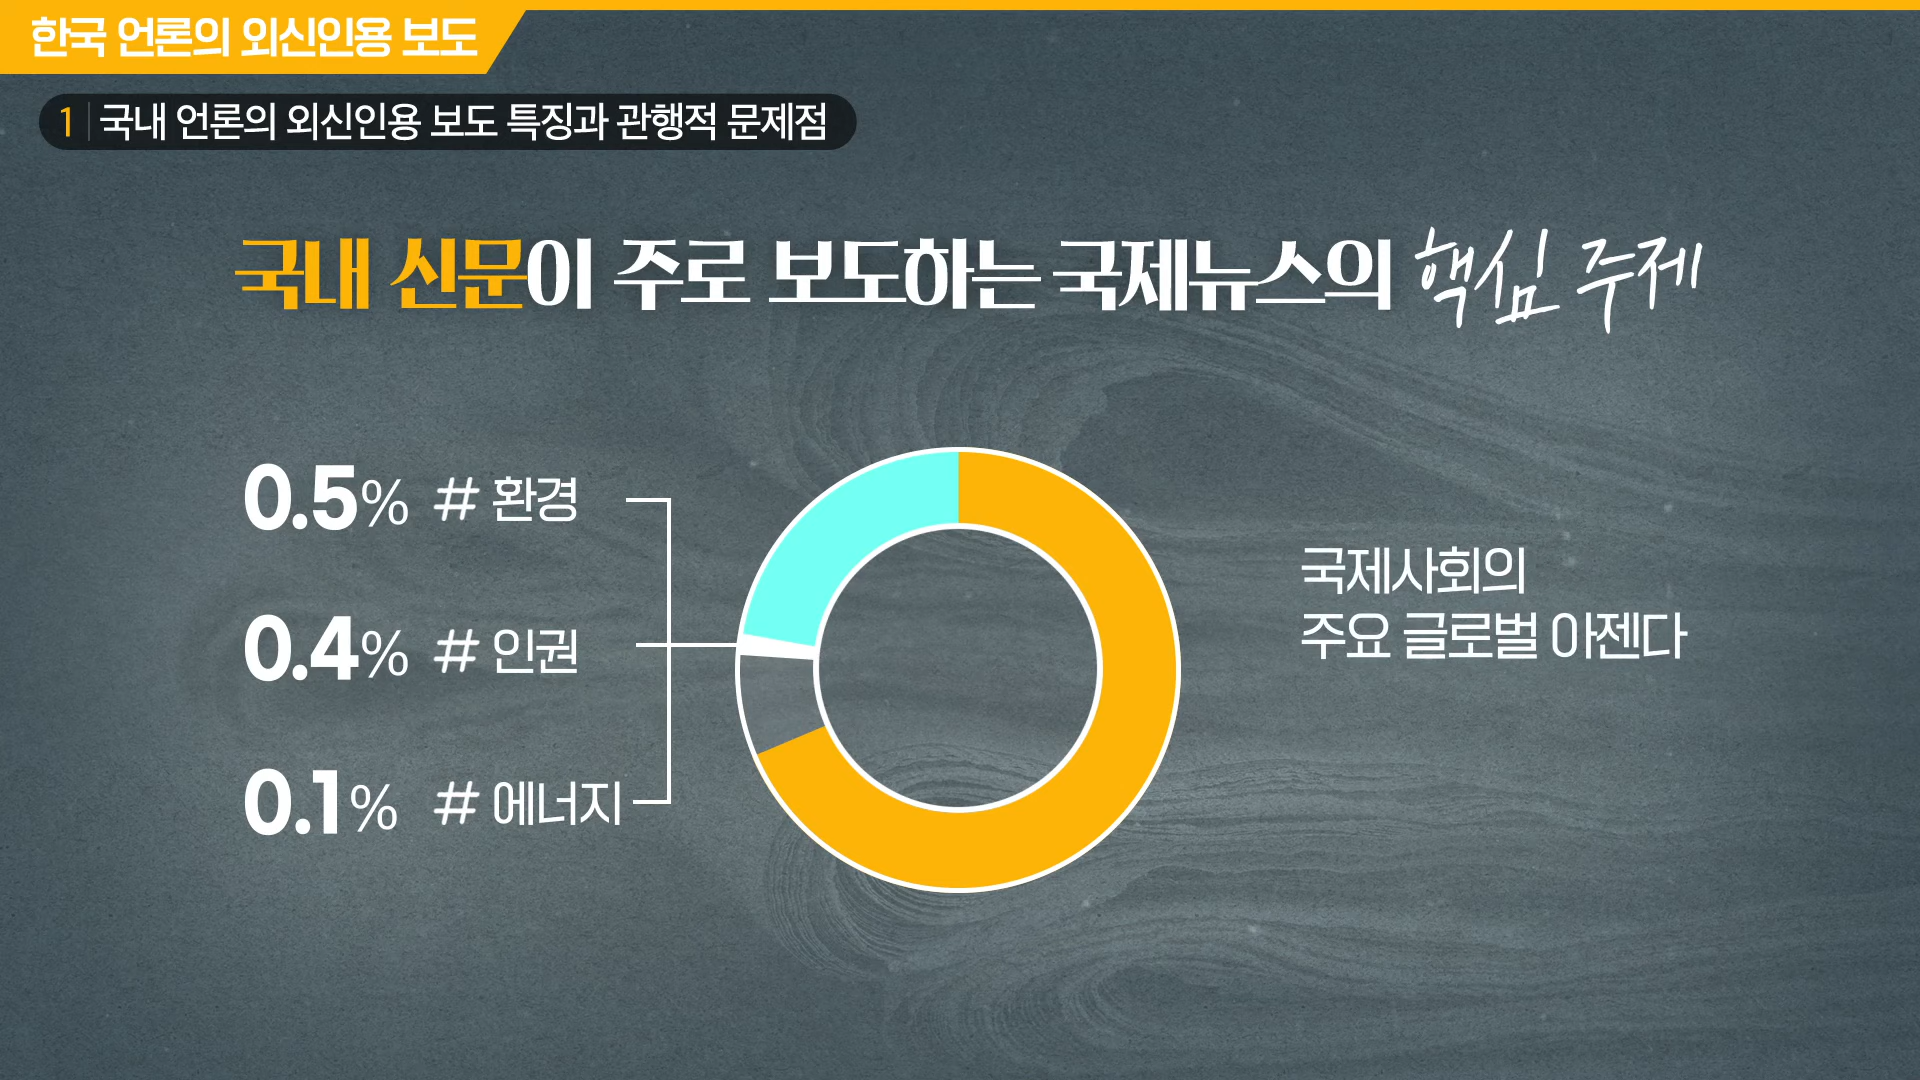 한국 언론의 외신인용 보도
1 국내 언론의 외신인용 보도 특징과 관행적 문제점
국내 신문이 주로 보도하는 국제뉴스의 핵심 주제
0.5% # 환경
0.4% # 인권
0.1% # 에너지
국제사회의
주요 글로벌 아젠다